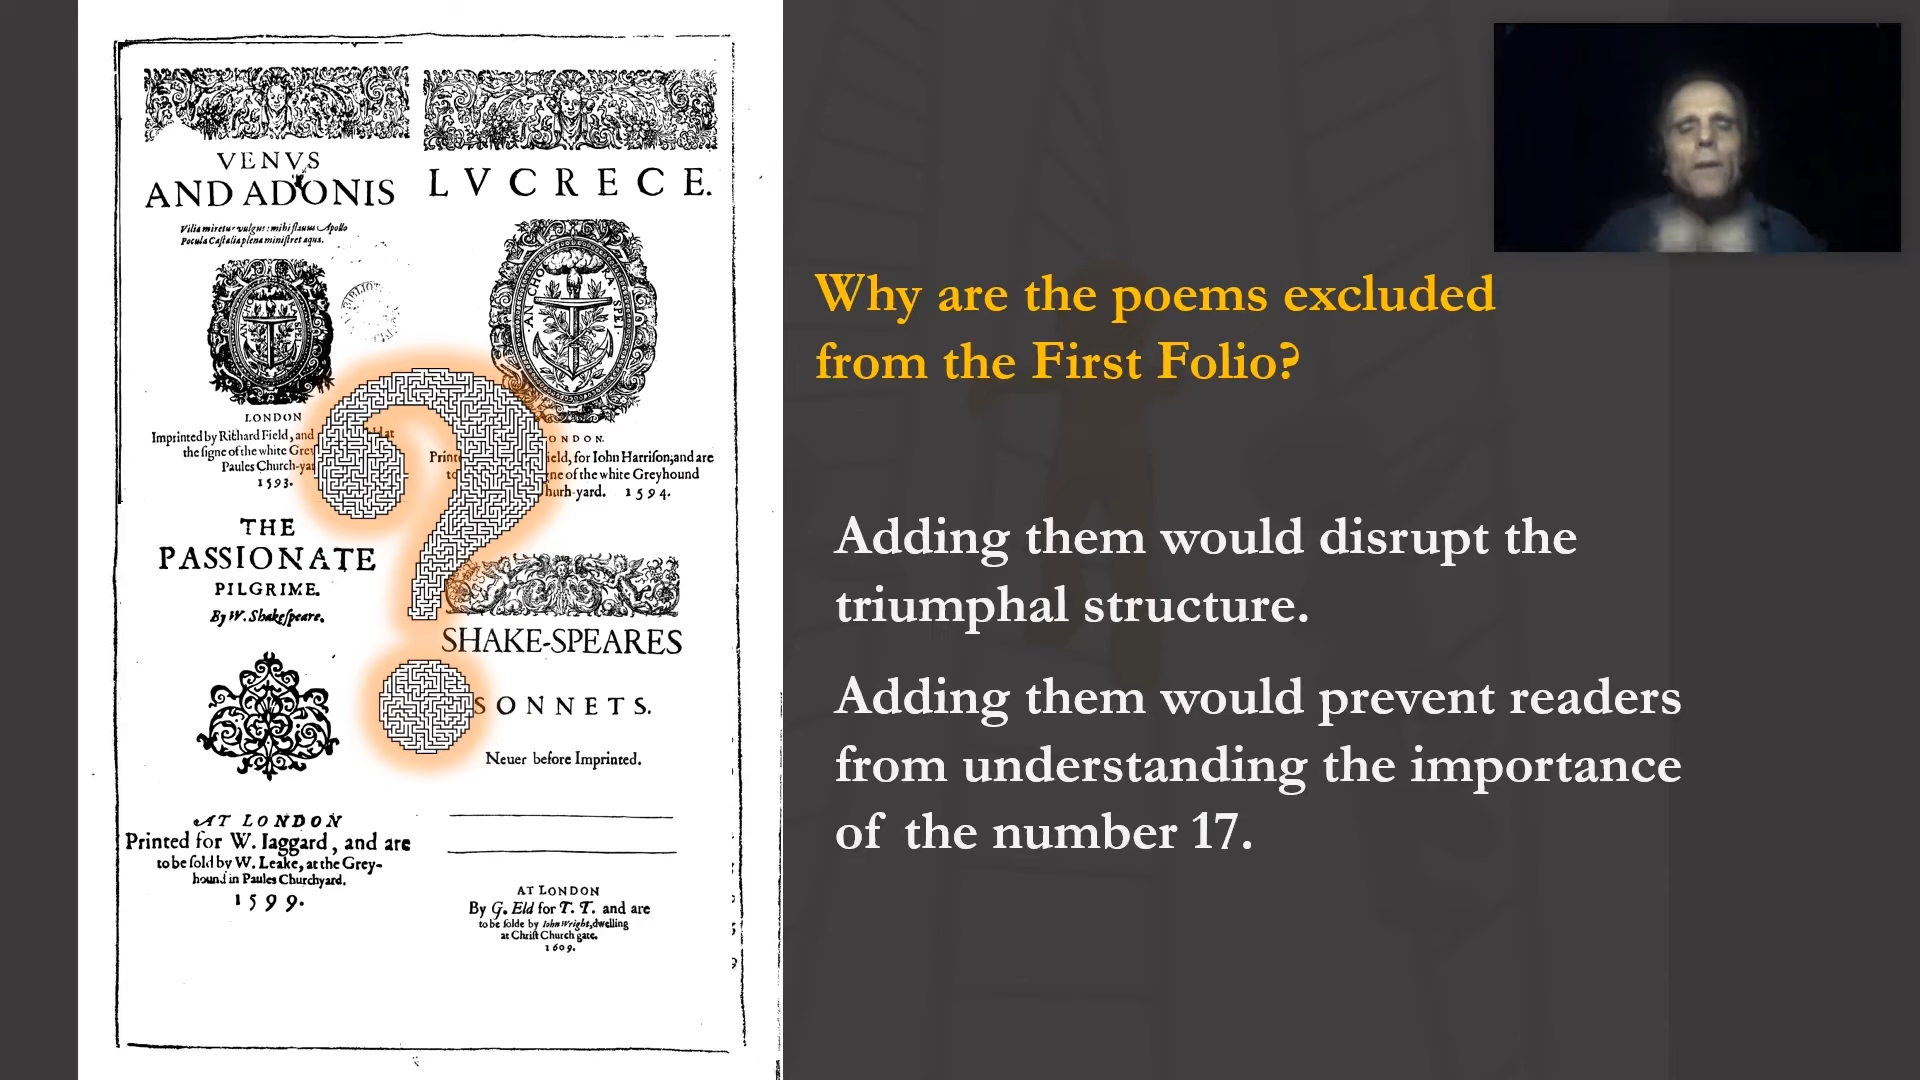 VENVS
AND ADONIS
Vilia miretur vulgus: mihi flauus Apollo
Pocula Castalia plena ministret aqua.
LONDON
Imprinted by Richard Field, and
the signe of the white Grey
Paules Church-yar
1593.
LVCRECE.
ANCHORA SPEI
ONDON.
Printe ield, for Iohn Harrison, and are
to ne of the white Greyhound
hurh-yard. 1594.
THE
PASSIONATE
PILGRIME.
By W. Shakespeare.
AT LONDON
Printed for W. Iaggard, and are
to be sold by W. Leake, at the Grey-
hound in Paules Churchyard.
1599.
SHAKE-SPEARES
SONNETS.
Neuer before Imprinted.
AT LONDON
By G. Eld for T. T. and are
to be solde by Iohn Wright, dwelling
at Christ Church gate.
1609.
Why are the poems excluded
from the First Folio?
Adding them would disrupt the
triumphal structure.
Adding them would prevent readers
from understanding the importance
of the number 17.